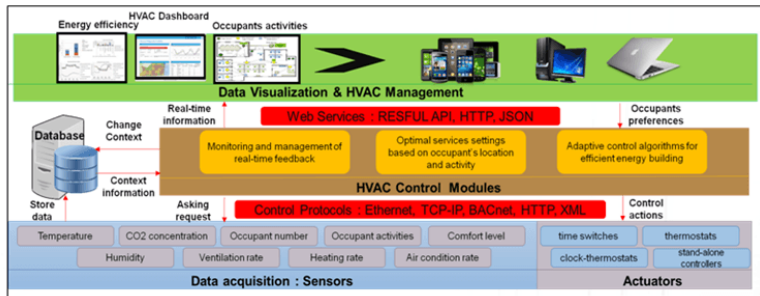 Energy efficiency
HVAC Dashboard
Occupants activities
Data Visualization & HVAC Management
Real-time
information
Web Services : RESFUL API, HTTP, JSON
Occupants
preferences
Database
Change
Context
Monitoring and management of
real-time feedback
Optimal services settings
based on occupant's location
and activity
Adaptive control algorithms for
efficient energy building
Context
information
HVAC Control Modules
Store
data
Asking
request
Control Protocols : Ethernet, TCP-IP, BACnet, HTTP, XML
Control
actions
Temperature
CO2 concentration
Occupant number
Occupant activities
Comfort level
time switches
thermostats
Humidity
Ventilation rate
Heating rate
Air condition rate
clock-thermostats
stand-alone
controllers
Data acquisition : Sensors
Actuators